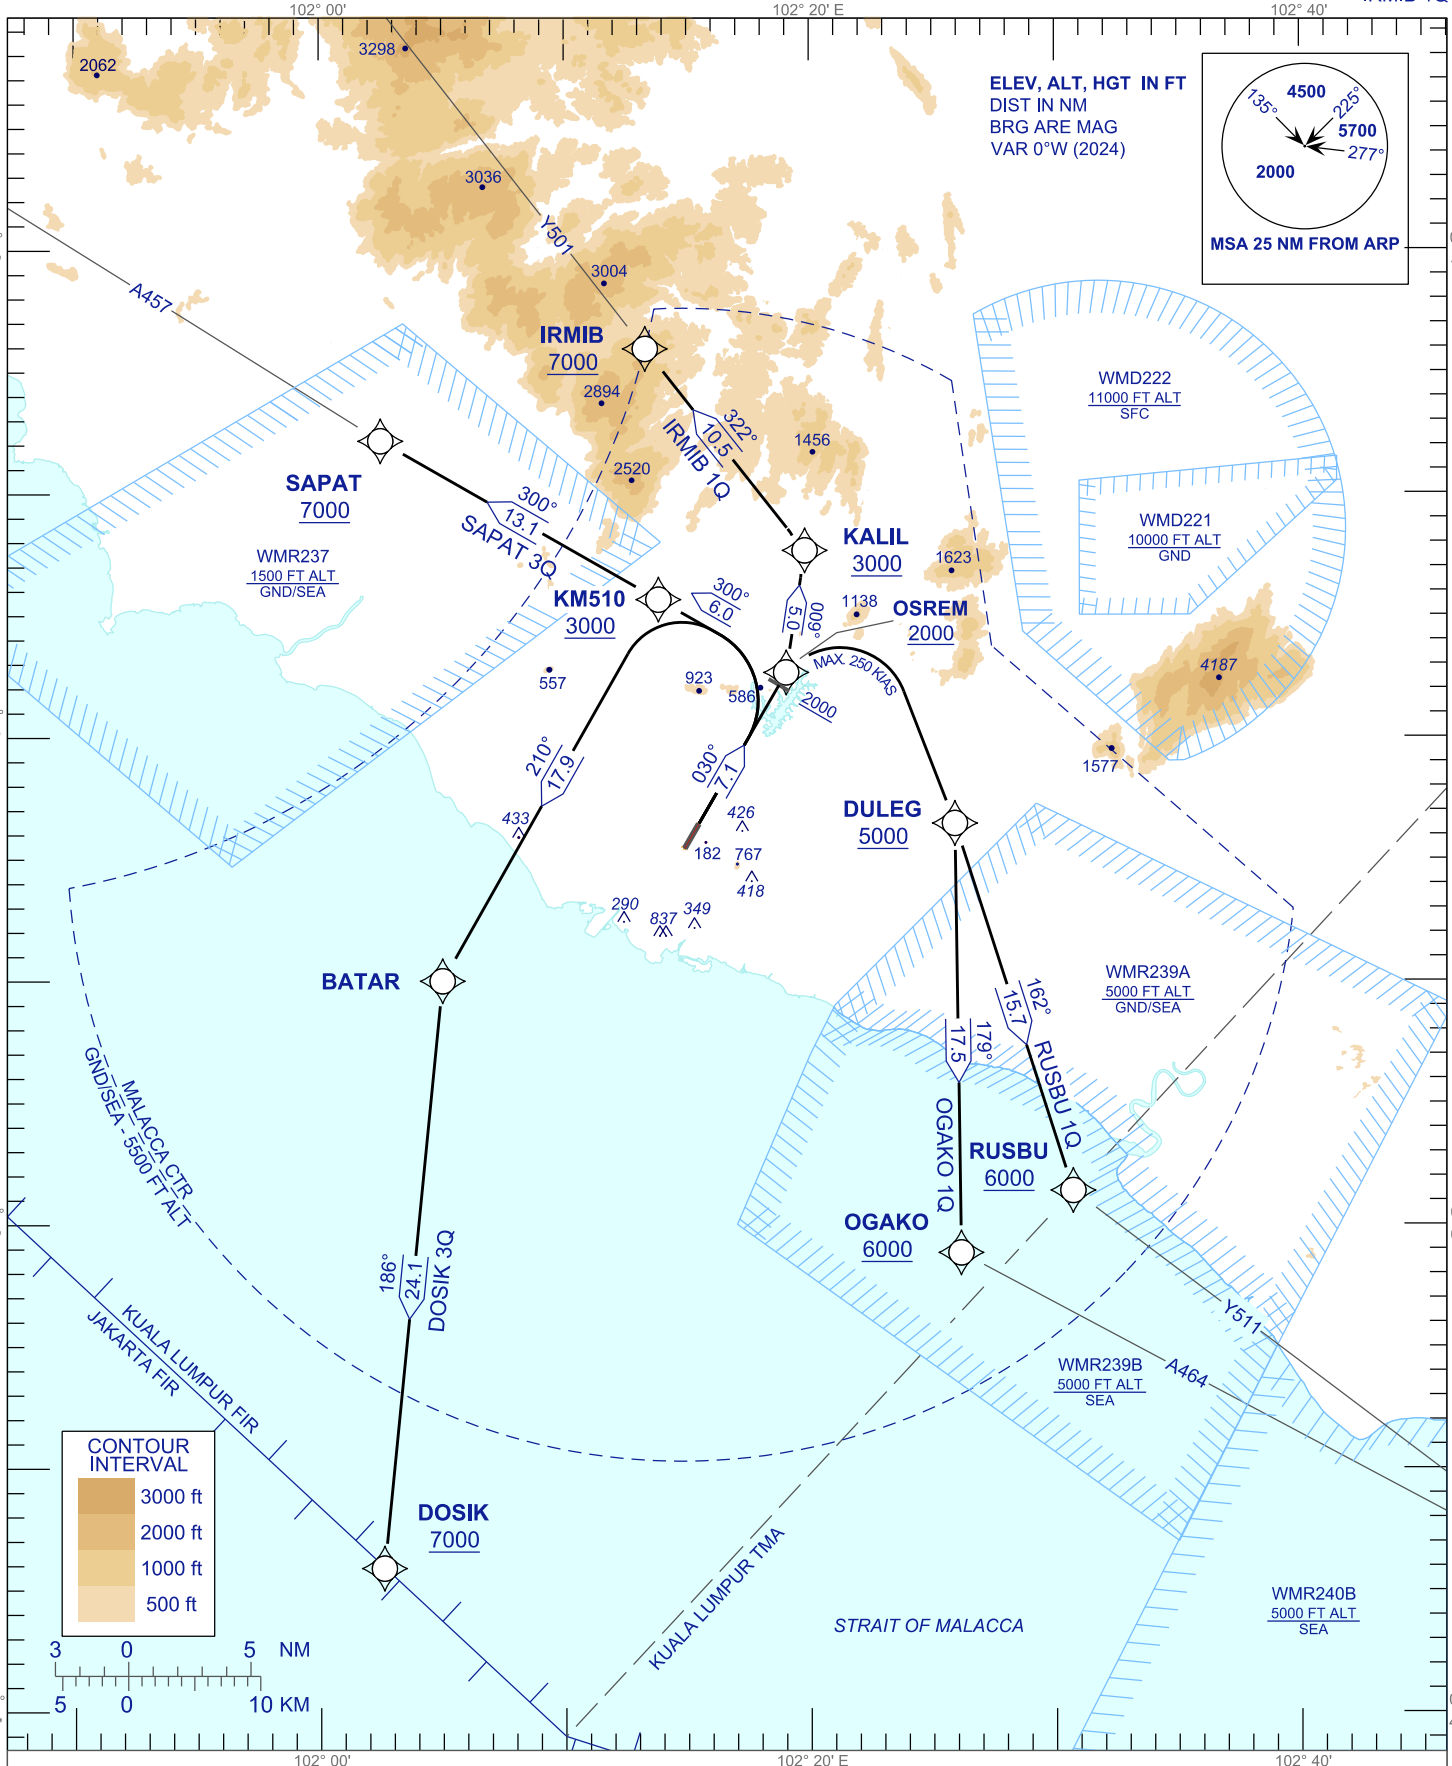 102° 00'
102° 20' E
102° 40'
2062
3298
ELEV, ALT, HGT IN FT
DIST IN NM
BRG ARE MAG
VAR 0°W (2024)
4500
135°
225°
5700
277°
2000
MSA 25 NM FROM ARP
3036
Y501
3004
A457
IRMIB
7000
2894
322°
10.5
IRMIB 1Q
1456
2520
WMD222
11000 FT ALT
SFC
SAPAT
7000
300°
13.1
SAPAT 3Q
WMD221
10000 FT ALT
GND
WMR237
1500 FT ALT
GND/SEA
KALIL
3000
1623
KM510
3000
300°
6.0
5.0
009°
1138
OSREM
2000
MAX. 250 KIAS
557
923
586
2000
4187
1577
210°
17.9
030°
7.1
433
426
182
767
418
DULEG
5000
290
837
349
BATAR
WMR239A
5000 FT ALT
GND/SEA
162°
15.7
RUSBU 1Q
179°
17.5
OGAKO 1Q
MALACCA CTR
GND/SEA - 5500 FT ALT
RUSBU
6000
OGAKO
6000
186°
24.1
DOSIK 3Q
KUALA LUMPUR FIR
JAKARTA FIR
Y511
A464
WMR239B
5000 FT ALT
SEA
CONTOUR
INTERVAL
3000 ft
2000 ft
1000 ft
500 ft
DOSIK
7000
KUALA LUMPUR TMA
STRAIT OF MALACCA
WMR240B
5000 FT ALT
SEA
3 0 5 NM
5 0 10 KM
102° 00'
102° 20' E
102° 40'